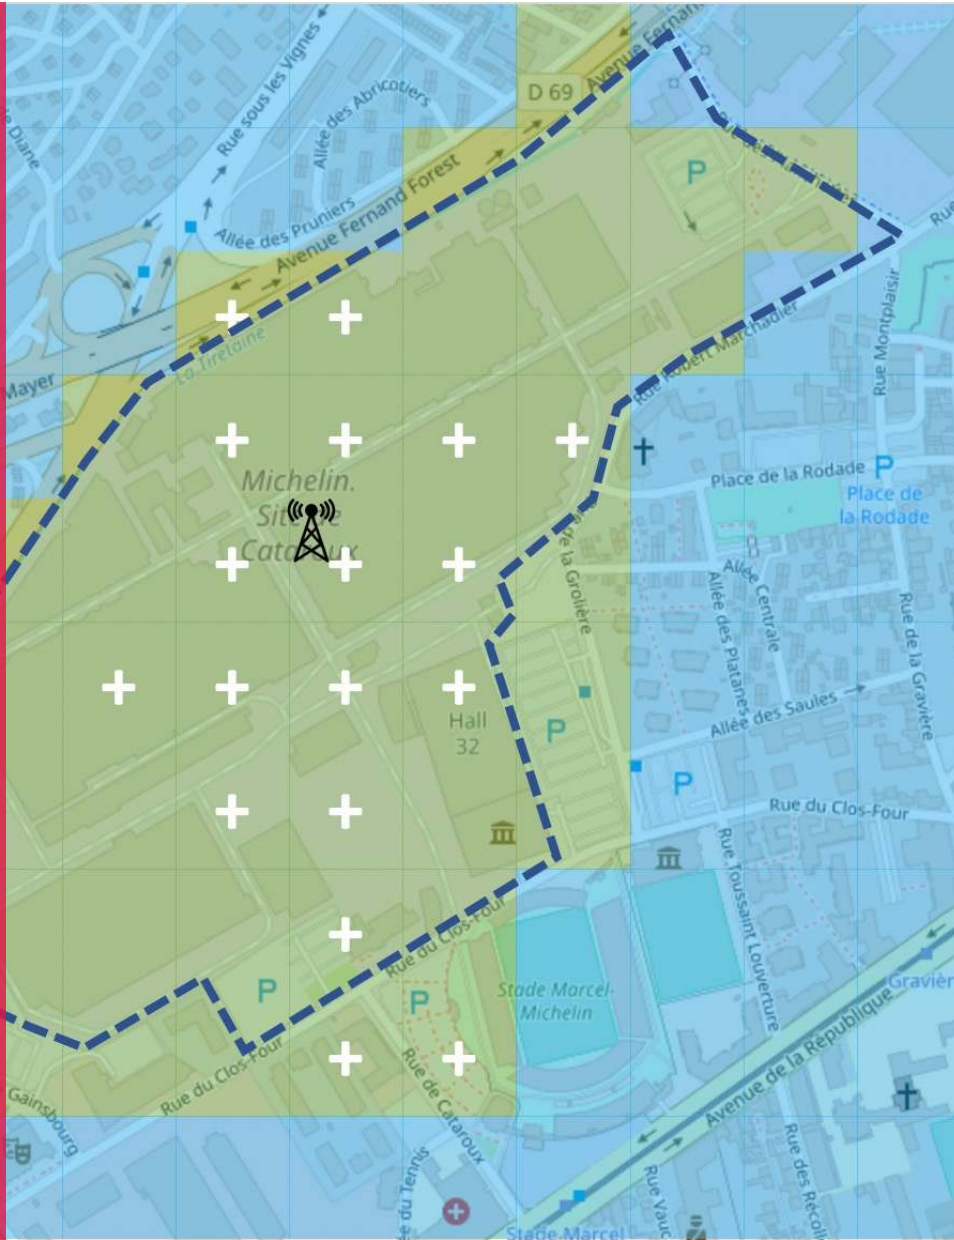 Rue sous les Vignes
Avenue Fernand
D 69
Allée des Abricotiers
Allée des Pruniers
Avenue Fernand Forest
P
La Tiretaine
Mayer
Rue Robert Marchadier
Rue Montplaisir
Rue
Place de la Rodade
P
Place de
la Rodade
Michelin.
Site de
Cataroux
Allée
Centrale
Allée des Platanes
Rue de la Gravière
Allée des Saules
Hall
32
P
P
Rue du Clos-Four
Rue Toussaint Louverture
Rue du Clos-Four
P
P
Stade Marcel-
Michelin
Gravière
Avenue de la République
Rue du Clos-Four
Rue de Cataroux
Gainsbourg
Rue Vauc
Rue des Récoll
Stade Marcel